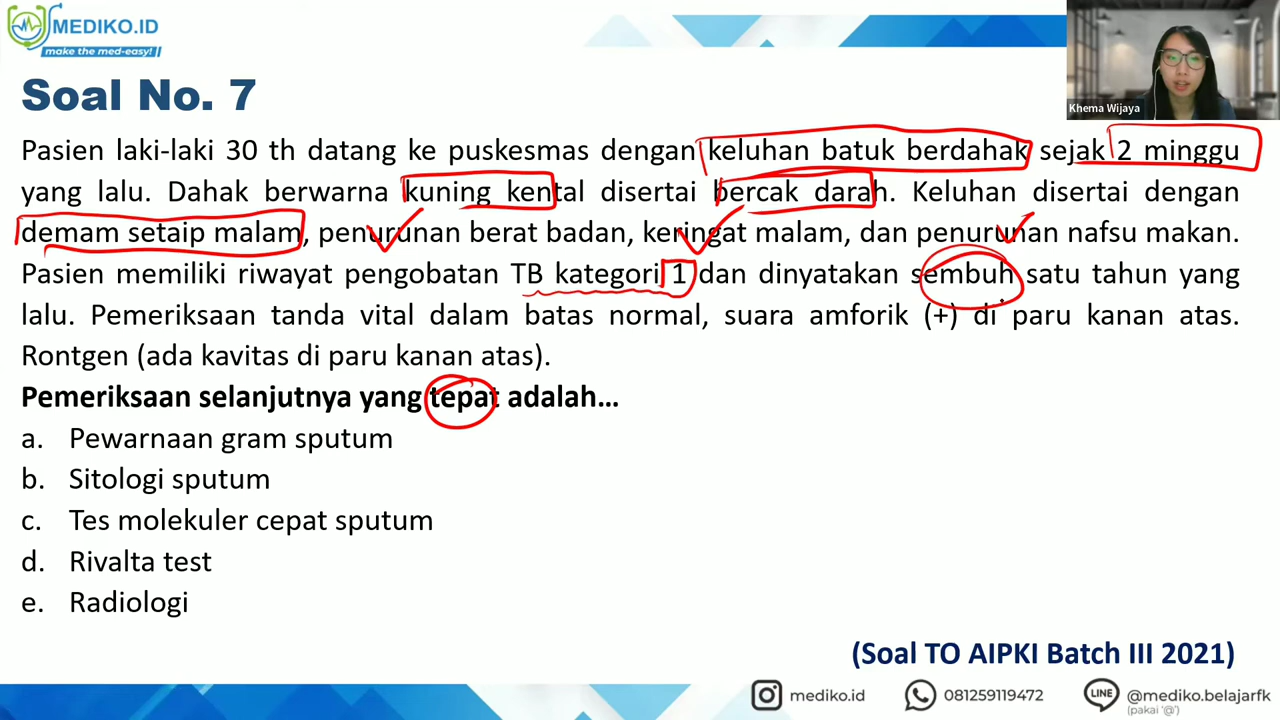 MEDIKO.ID
make the med-easy!
Khema Wijaya
Soal No. 7
Pasien laki-laki 30 th datang ke puskesmas dengan keluhan batuk berdahak sejak 2 minggu
yang lalu. Dahak berwarna kuning kental disertai bercak darah. Keluhan disertai dengan
demam setaip malam, penurunan berat badan, keringat malam, dan penurunan nafsu makan.
Pasien memiliki riwayat pengobatan TB kategori 1 dan dinyatakan sembuh satu tahun yang
lalu. Pemeriksaan tanda vital dalam batas normal, suara amforik (+) di paru kanan atas.
Rontgen (ada kavitas di paru kanan atas).
Pemeriksaan selanjutnya yang tepat adalah...
a. Pewarnaan gram sputum
b. Sitologi sputum
c. Tes molekuler cepat sputum
d. Rivalta test
e. Radiologi
(Soal TO AIPKI Batch III 2021)
mediko.id
081259119472
LINE
@mediko.belajarfk
(pakai '@')